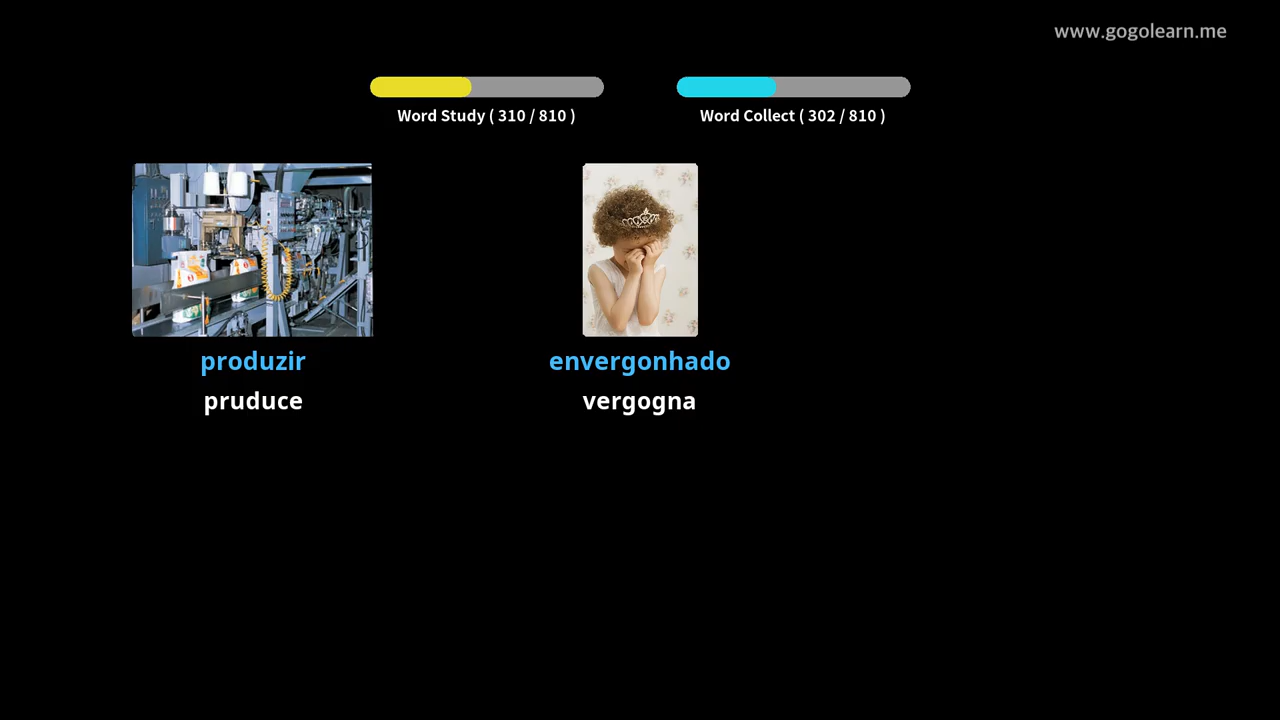 www.gogolearn.me
Word Study ( 310 / 810 )
Word Collect ( 302 / 810 )
produzir
pruduce
envergonhado
vergogna